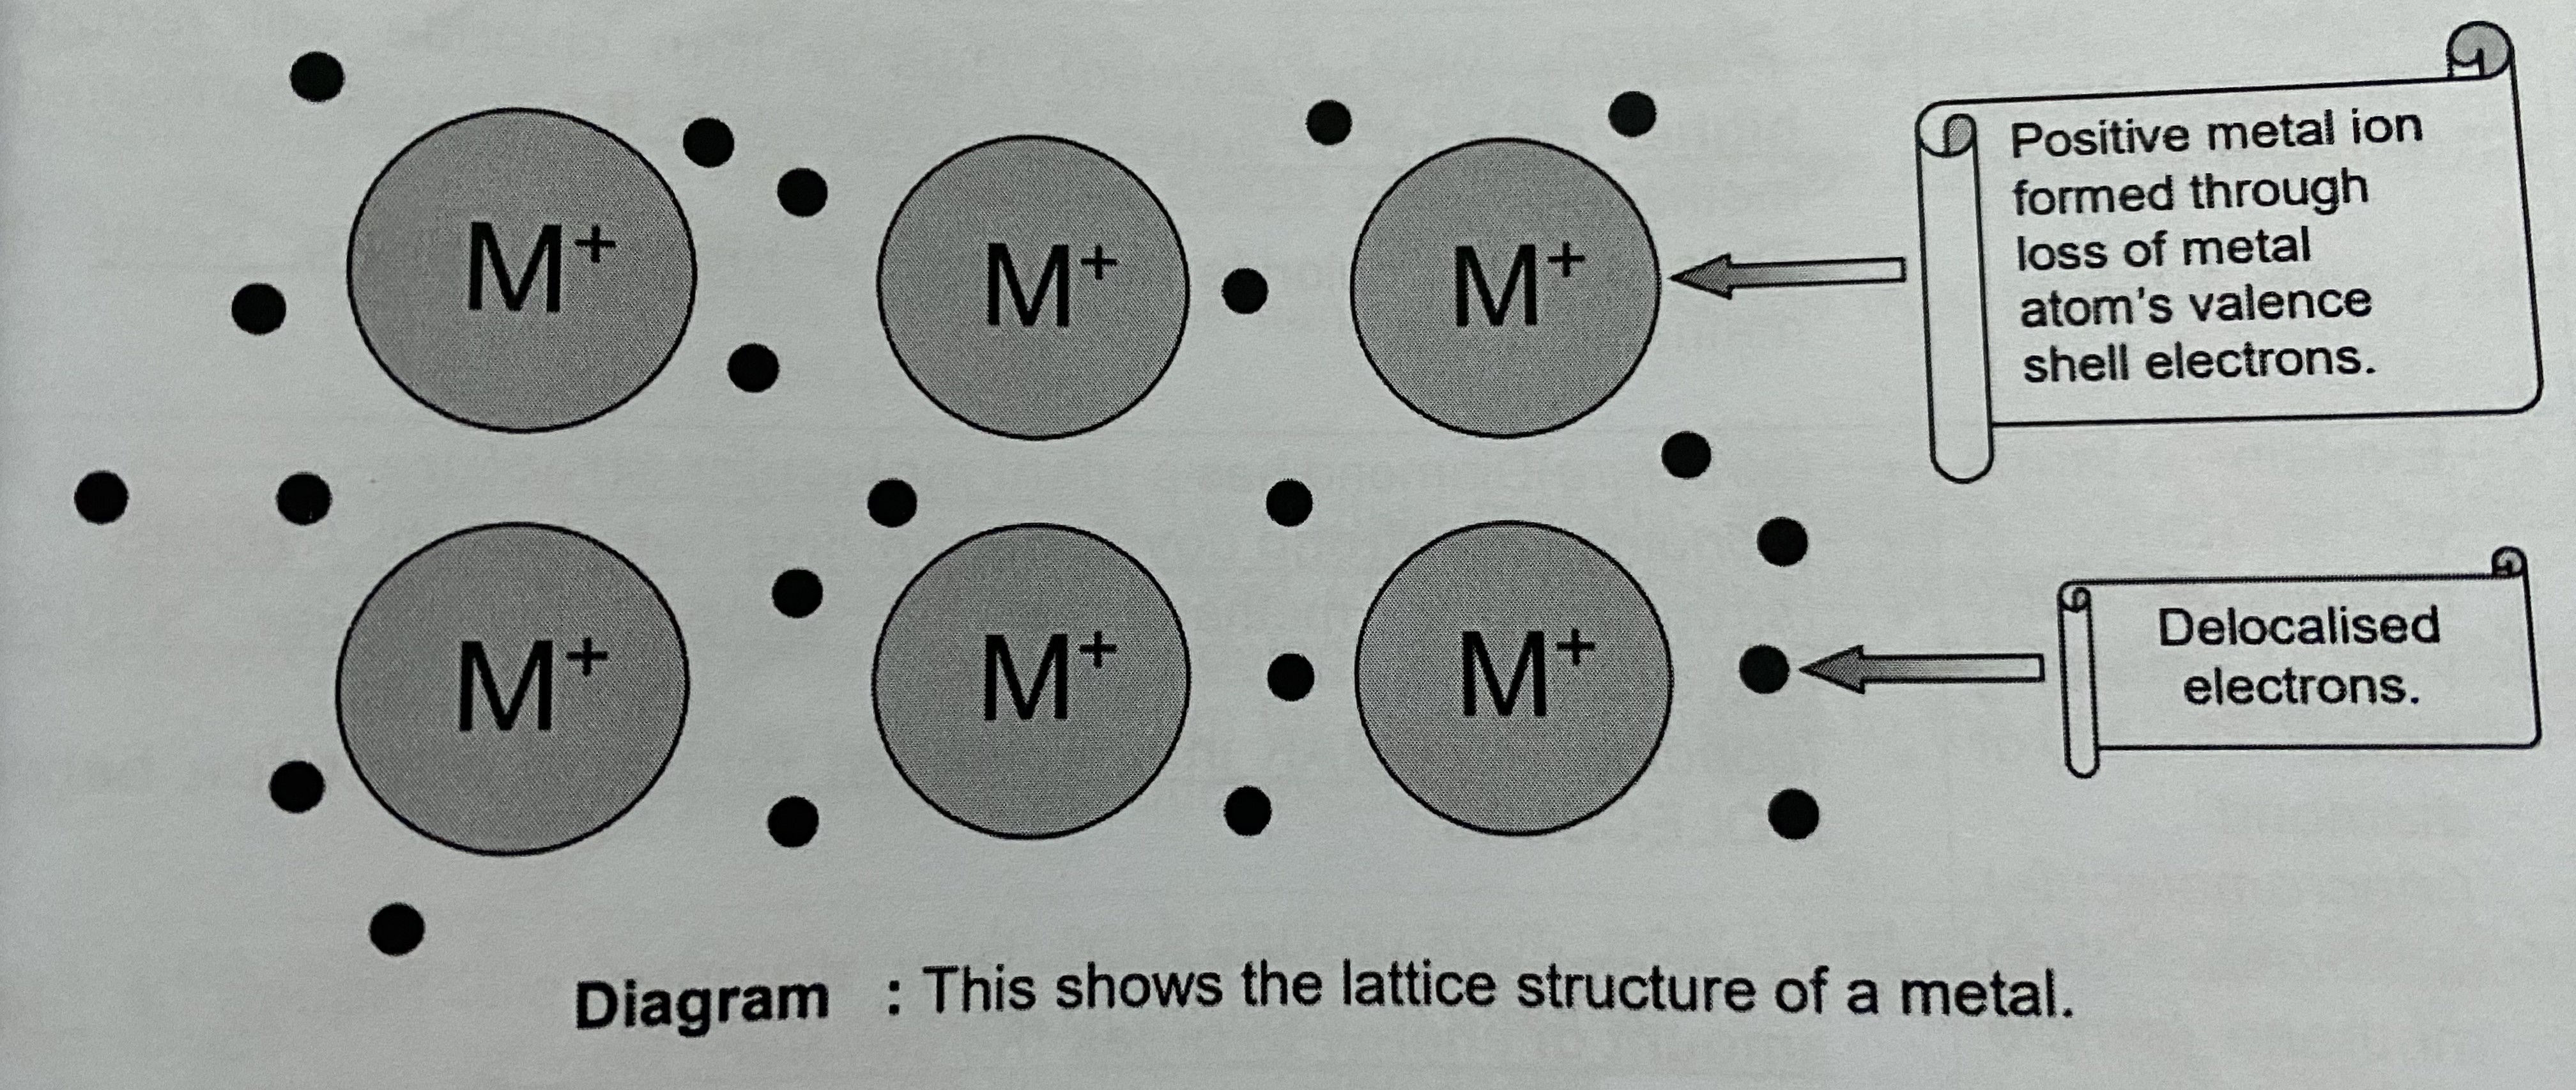 M⁺
M⁺
M⁺
Positive metal ion
formed through
loss of metal
atom's valence
shell electrons.
M⁺
M⁺
M⁺
Delocalised
electrons.
Diagram : This shows the lattice structure of a metal.